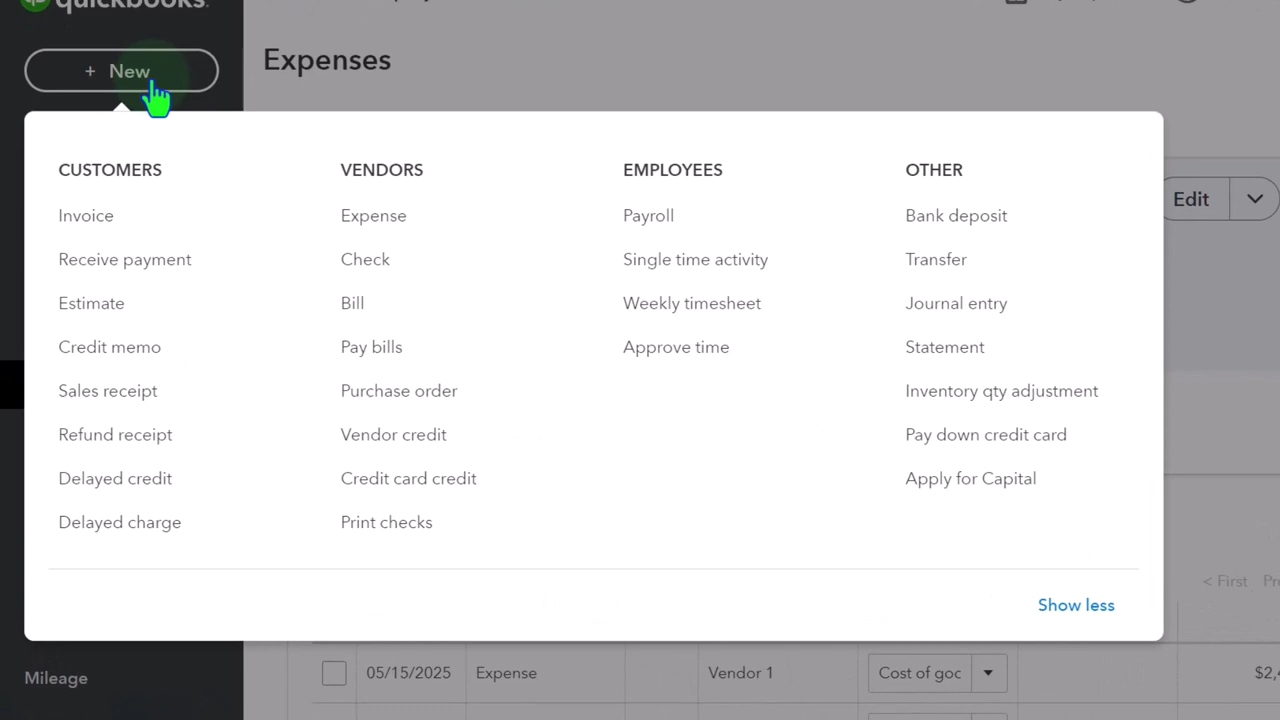 quickbooks.
+ New
Expenses
CUSTOMERS
Invoice
Receive payment
Estimate
Credit memo
Sales receipt
Refund receipt
Delayed credit
Delayed charge
VENDORS
Expense
Check
Bill
Pay bills
Purchase order
Vendor credit
Credit card credit
Print checks
EMPLOYEES
Payroll
Single time activity
Weekly timesheet
Approve time
OTHER
Bank deposit
Transfer
Journal entry
Statement
Inventory qty adjustment
Pay down credit card
Apply for Capital
Show less
Edit
< First
Mileage
05/15/2025 Expense Vendor 1 Cost of goc